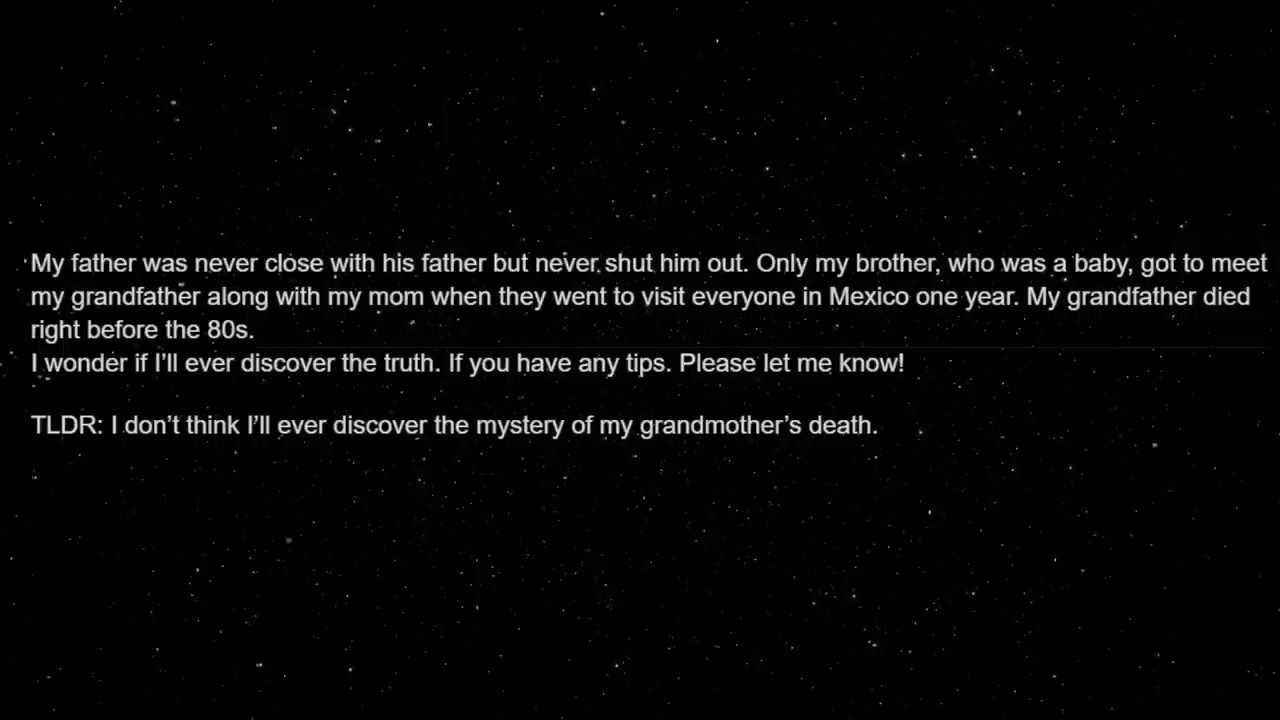 My father was never close with his father but never shut him out. Only my brother, who was a baby, got to meet
my grandfather along with my mom when they went to visit everyone in Mexico one year. My grandfather died
right before the 80s.
I wonder if I’ll ever discover the truth. If you have any tips. Please let me know!
TLDR: I don’t think I’ll ever discover the mystery of my grandmother’s death.